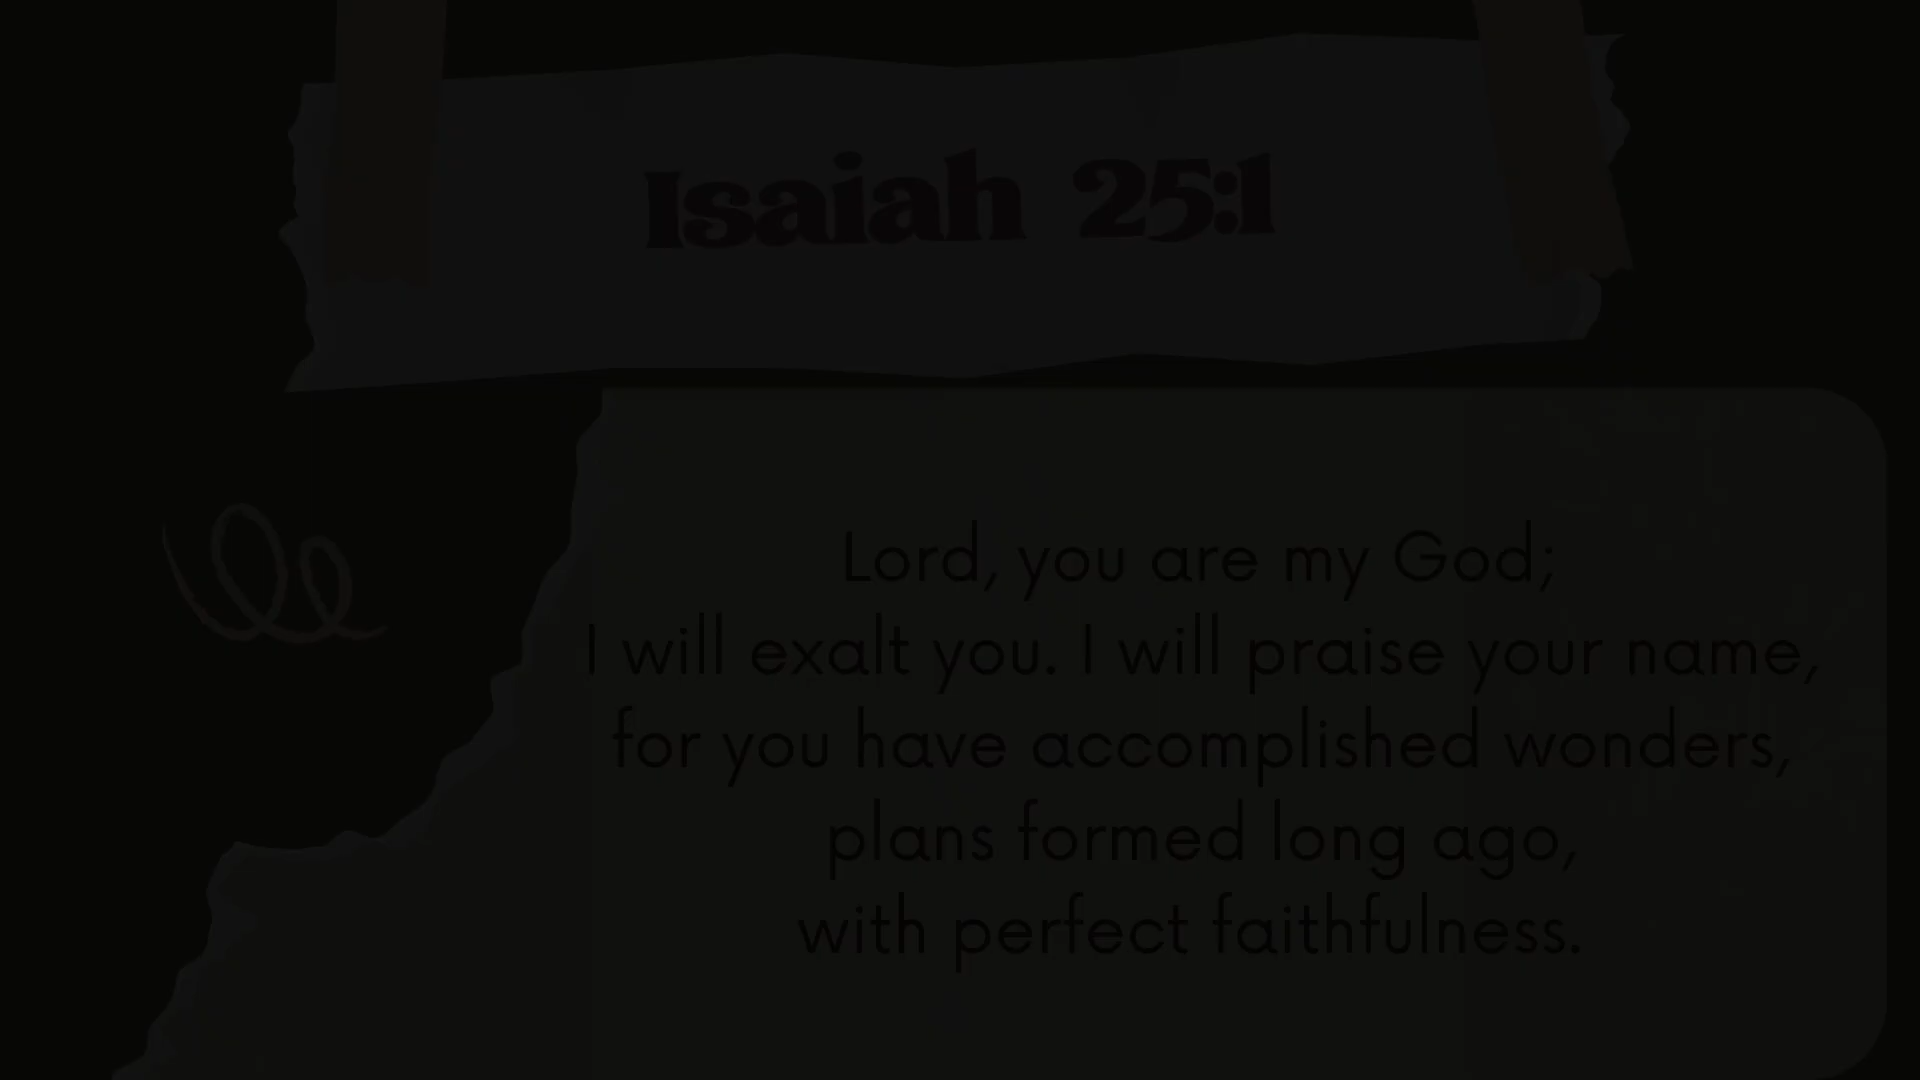 Isaiah 25:1
Lord, you are my God;
I will exalt you. I will praise your name,
for you have accomplished wonders,
plans formed long ago,
with perfect faithfulness.